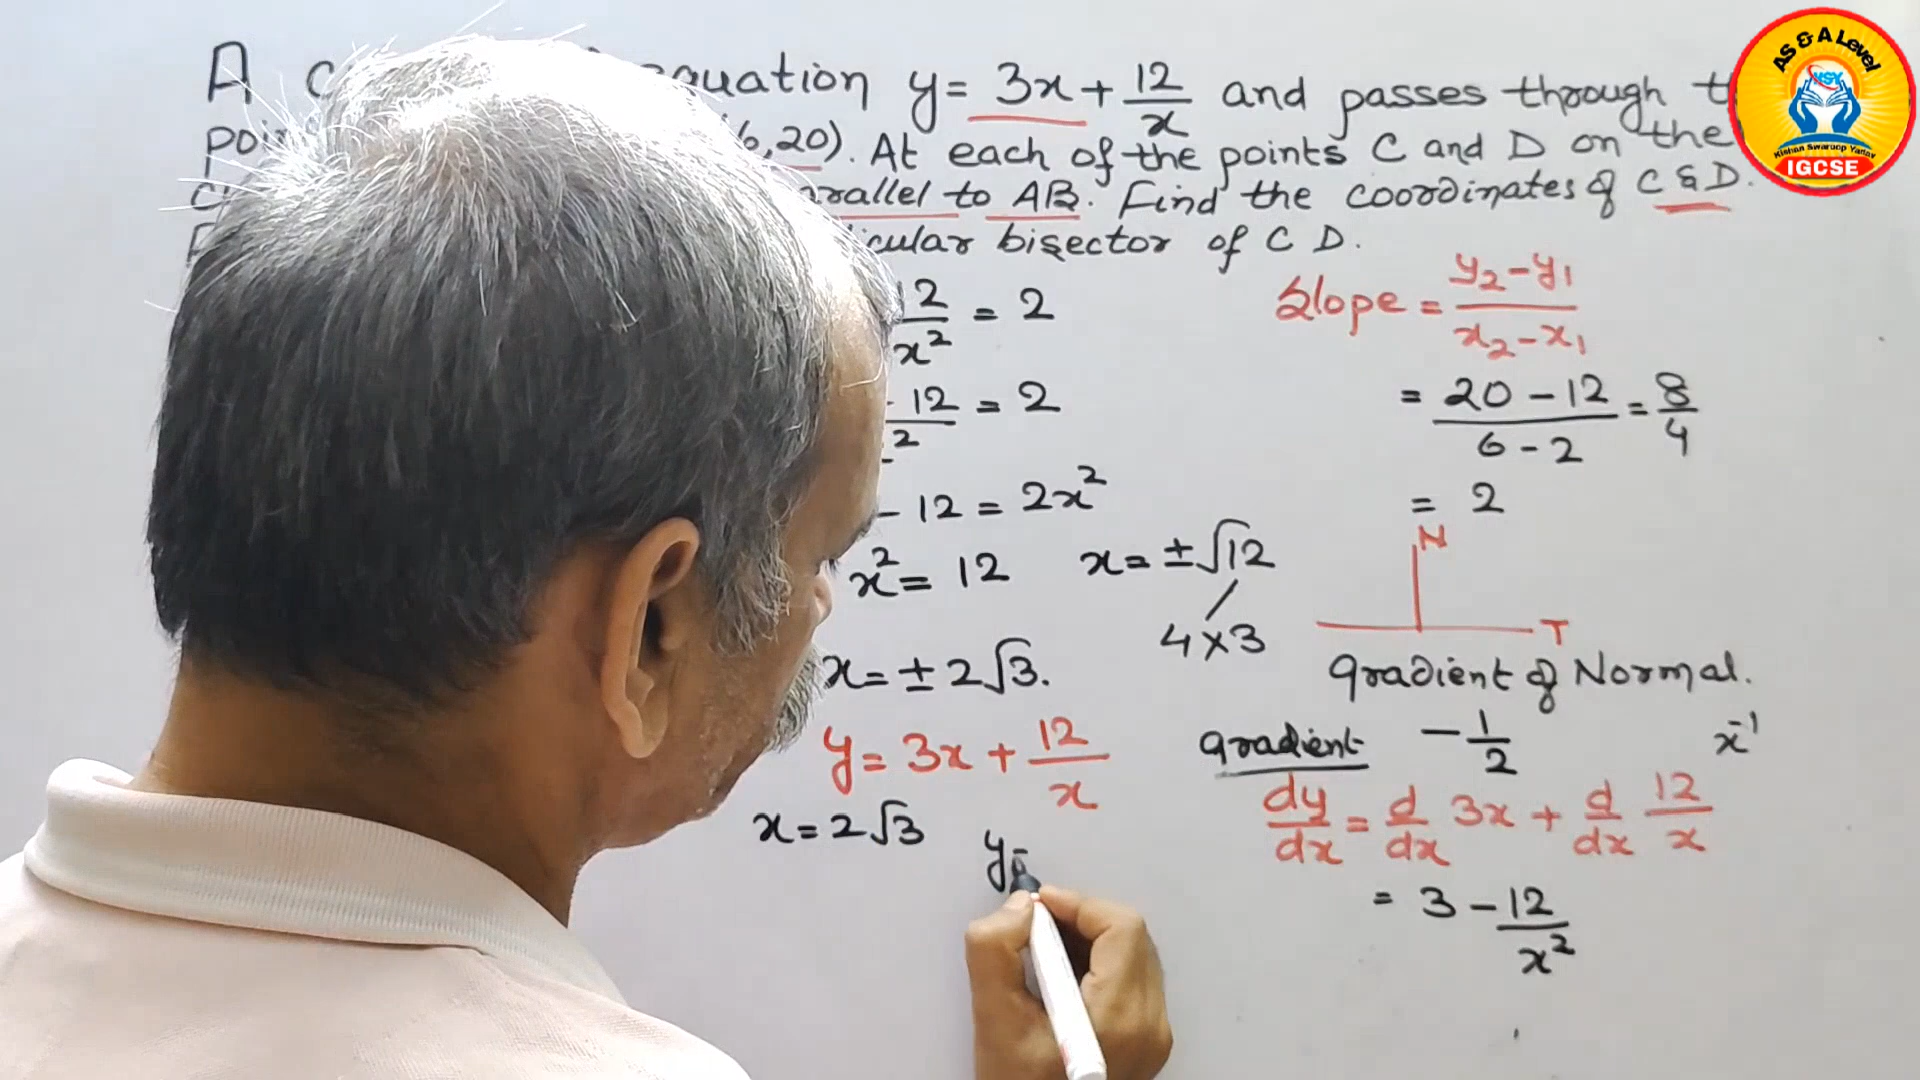 A equation y = 3x + 12/x and passes through
6,20). At each of the points C and D on the
parallel to AB. Find the coordinates of C & D.
bisector of C D.
12/x² = 2
- 12/2 = 2
- 12 = 2x²
x² = 12 x = ± √12
4 x 3
x = ± 2√3.
y = 3x + 12/x
x = 2√3 y =
Slope = y₂ - y₁/x₂ - x₁
= 20 - 12/6 - 2 = 8/4
= 2
N
T
Gradient of Normal.
Gradient - 1/2 x⁻¹
dy/dx = d/dx 3x + d/dx 12/x
= 3 - 12/x²
AS & A Level
KSY
Kishan Swaroop Yadav
IGCSE